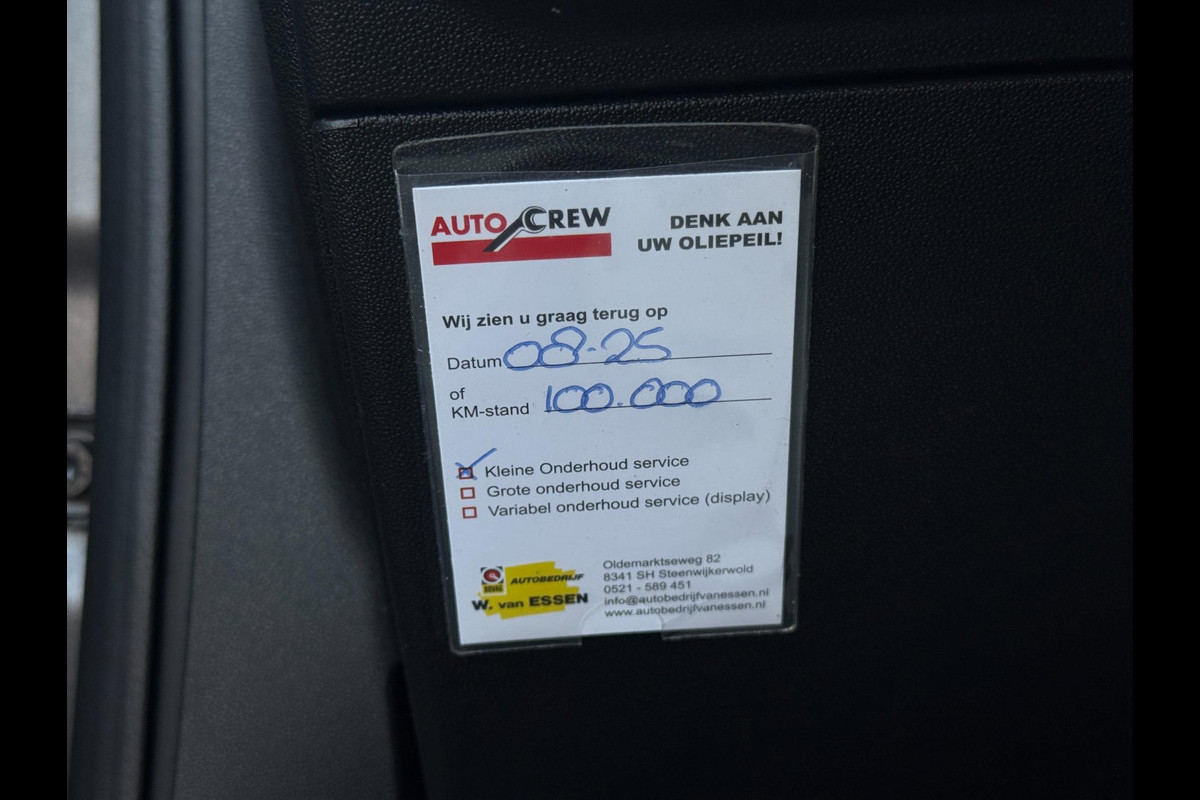 AUTO CREW
DENK AAN
UW OLIEPEIL!
Wij zien u graag terug op
Datum 08-25
of
KM-stand 100.000
Kleine Onderhoud service
Grote onderhoud service
Variabel onderhoud service (display)
BOVAG
AUTOBEDRIJF
W. van ESSEN
Oldemarktseweg 82
8341 SH Steenwijkerwold
0521 - 589 451
info@autobedrijfvanessen.nl
www.autobedrijfvanessen.nl